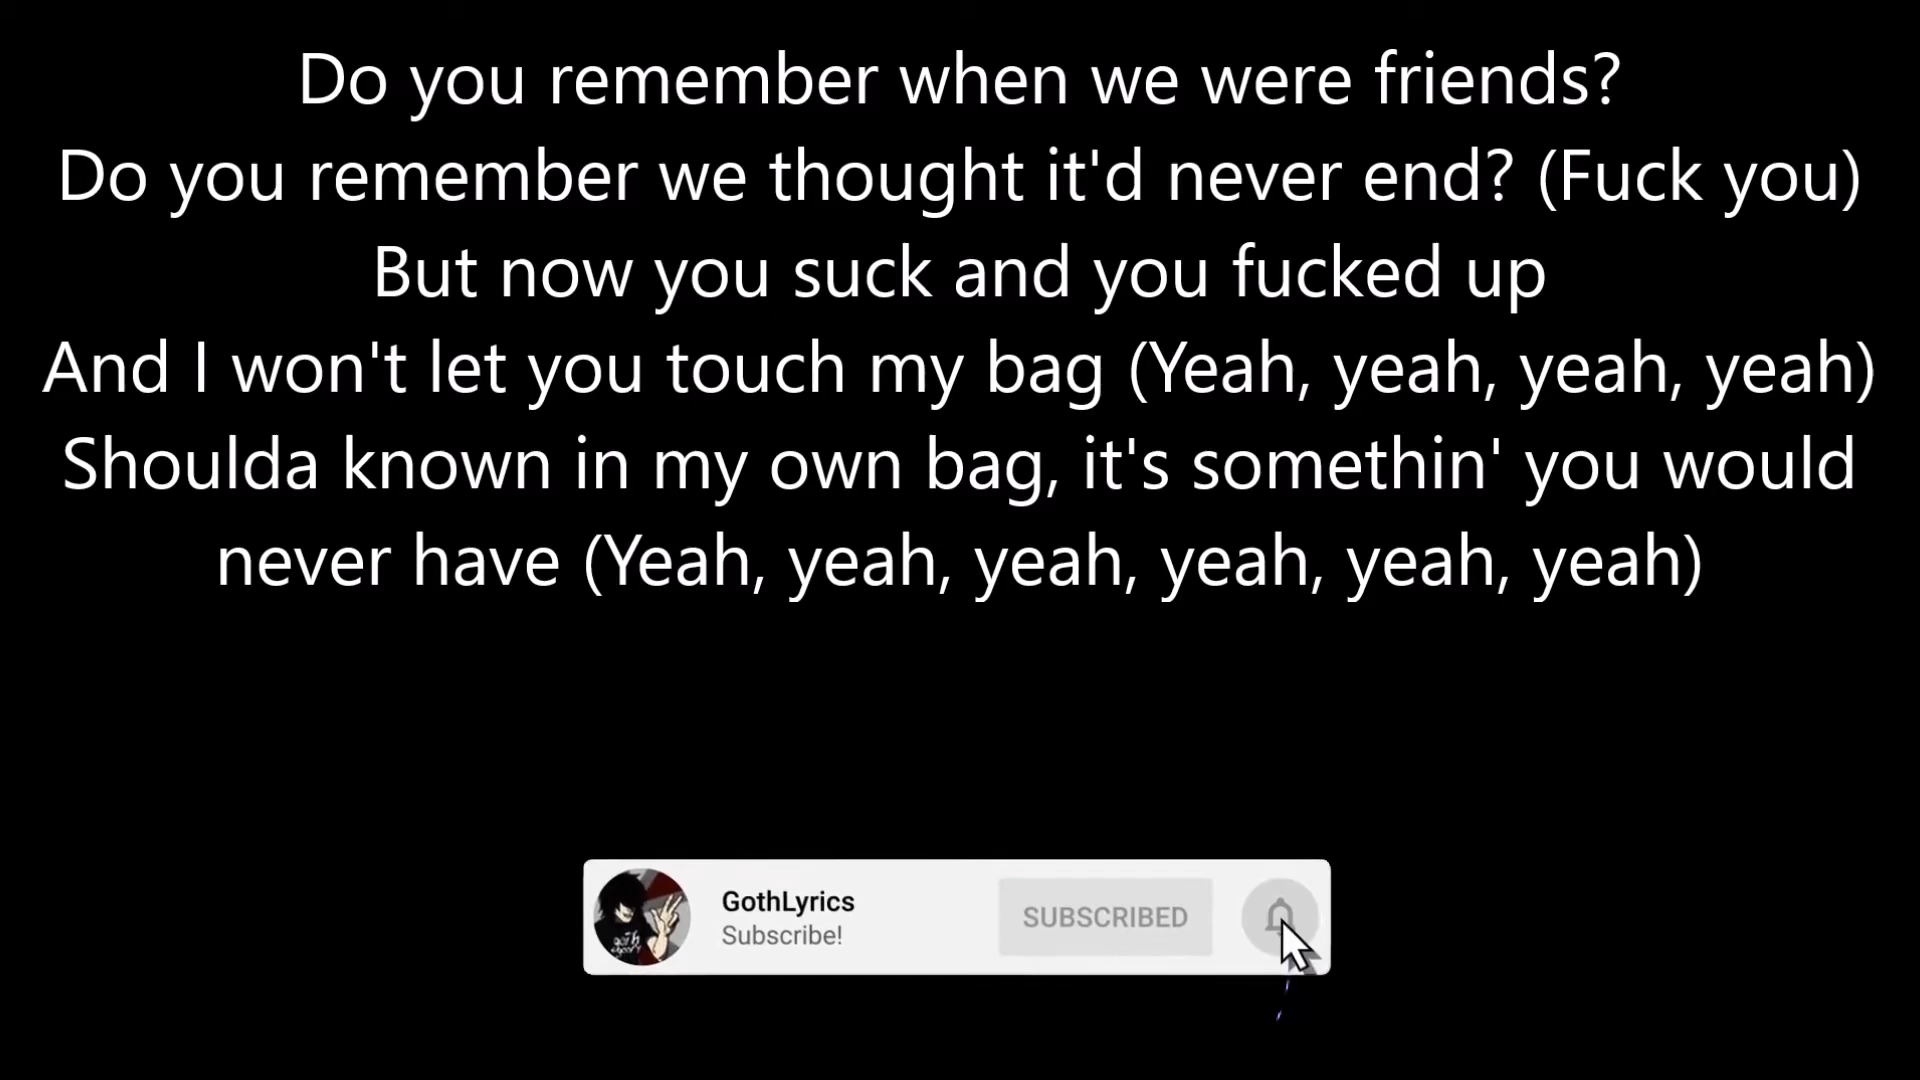 Do you remember when we were friends?
Do you remember we thought it'd never end? (Fuck you)
But now you suck and you fucked up
And I won't let you touch my bag (Yeah, yeah, yeah, yeah)
Shoulda known in my own bag, it's somethin' you would
never have (Yeah, yeah, yeah, yeah, yeah, yeah)
GothLyrics
Subscribe!
SUBSCRIBED